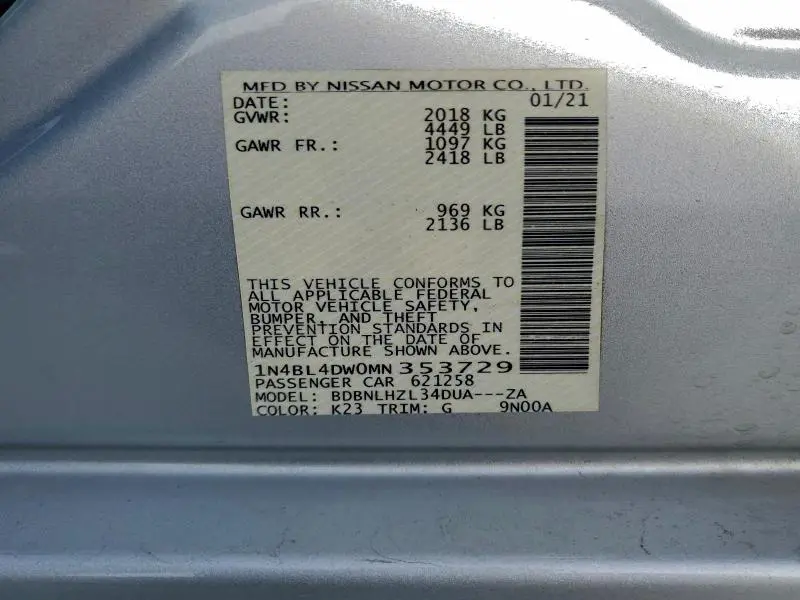 MFD BY NISSAN MOTOR CO., LTD.
DATE: 01/21
GVWR: 2018 KG
4449 LB
GAWR FR.: 1097 KG
2418 LB
GAWR RR.: 969 KG
2136 LB
THIS VEHICLE CONFORMS TO
ALL APPLICABLE FEDERAL
MOTOR VEHICLE SAFETY,
BUMPER, AND THEFT
PREVENTION STANDARDS IN
EFFECT ON THE DATE OF
MANUFACTURE SHOWN ABOVE.
1N4BL4DW0MN353729
PASSENGER CAR 621258
MODEL: BDBNLHZL34DUA---ZA
COLOR: K23 TRIM: G 9N00A